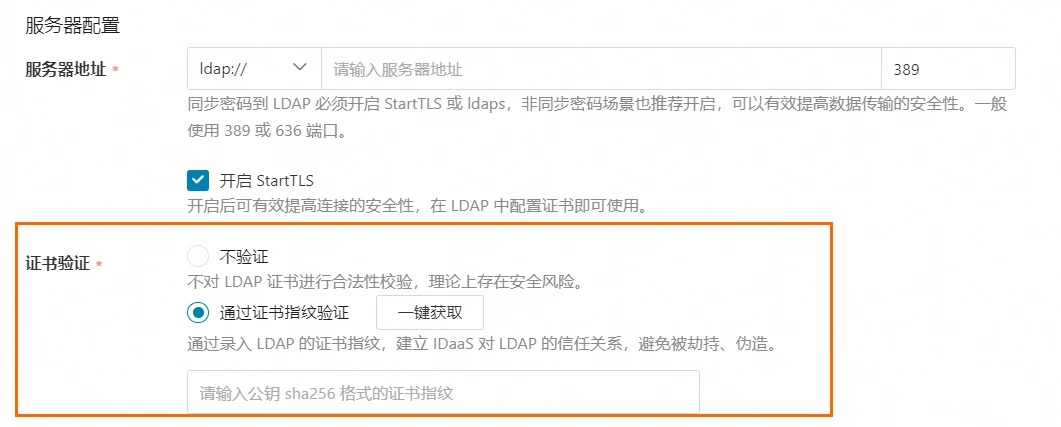 服务器配置
服务器地址 *
ldap://
请输入服务器地址
389
同步密码到 LDAP 必须开启 StartTLS 或 ldaps，非同步密码场景也推荐开启，可以有效提高数据传输的安全性。一般
使用 389 或 636 端口。
开启 StartTLS
开启后可有效提高连接的安全性，在 LDAP 中配置证书即可使用。
证书验证 *
不验证
不对 LDAP 证书进行合法性校验，理论上存在安全风险。
通过证书指纹验证
一键获取
通过录入 LDAP 的证书指纹，建立 IDaaS 对 LDAP 的信任关系，避免被劫持、伪造。
请输入公钥 sha256 格式的证书指纹